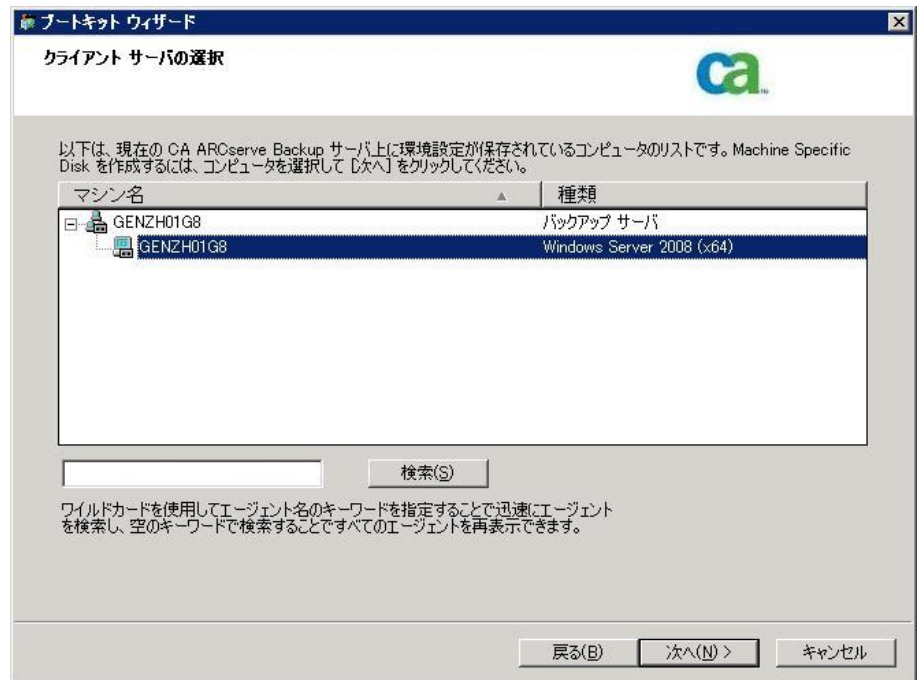 ブートキット ウィザード
クライアント サーバの選択
ca
以下は、現在の CA ARCserve Backup サーバ上に環境設定が保存されているコンピュータのリストです。Machine Specific
Disk を作成するには、コンピュータを選択して [次へ] をクリックしてください。
マシン名 種類
GENZH01G8 バックアップ サーバ
GENZH01G8 Windows Server 2008 (x64)
検索(S)
ワイルドカードを使用してエージェント名のキーワードを指定することで迅速にエージェント
を検索し、空のキーワードで検索することですべてのエージェントを再表示できます。
戻る(B) 次へ(N) > キャンセル